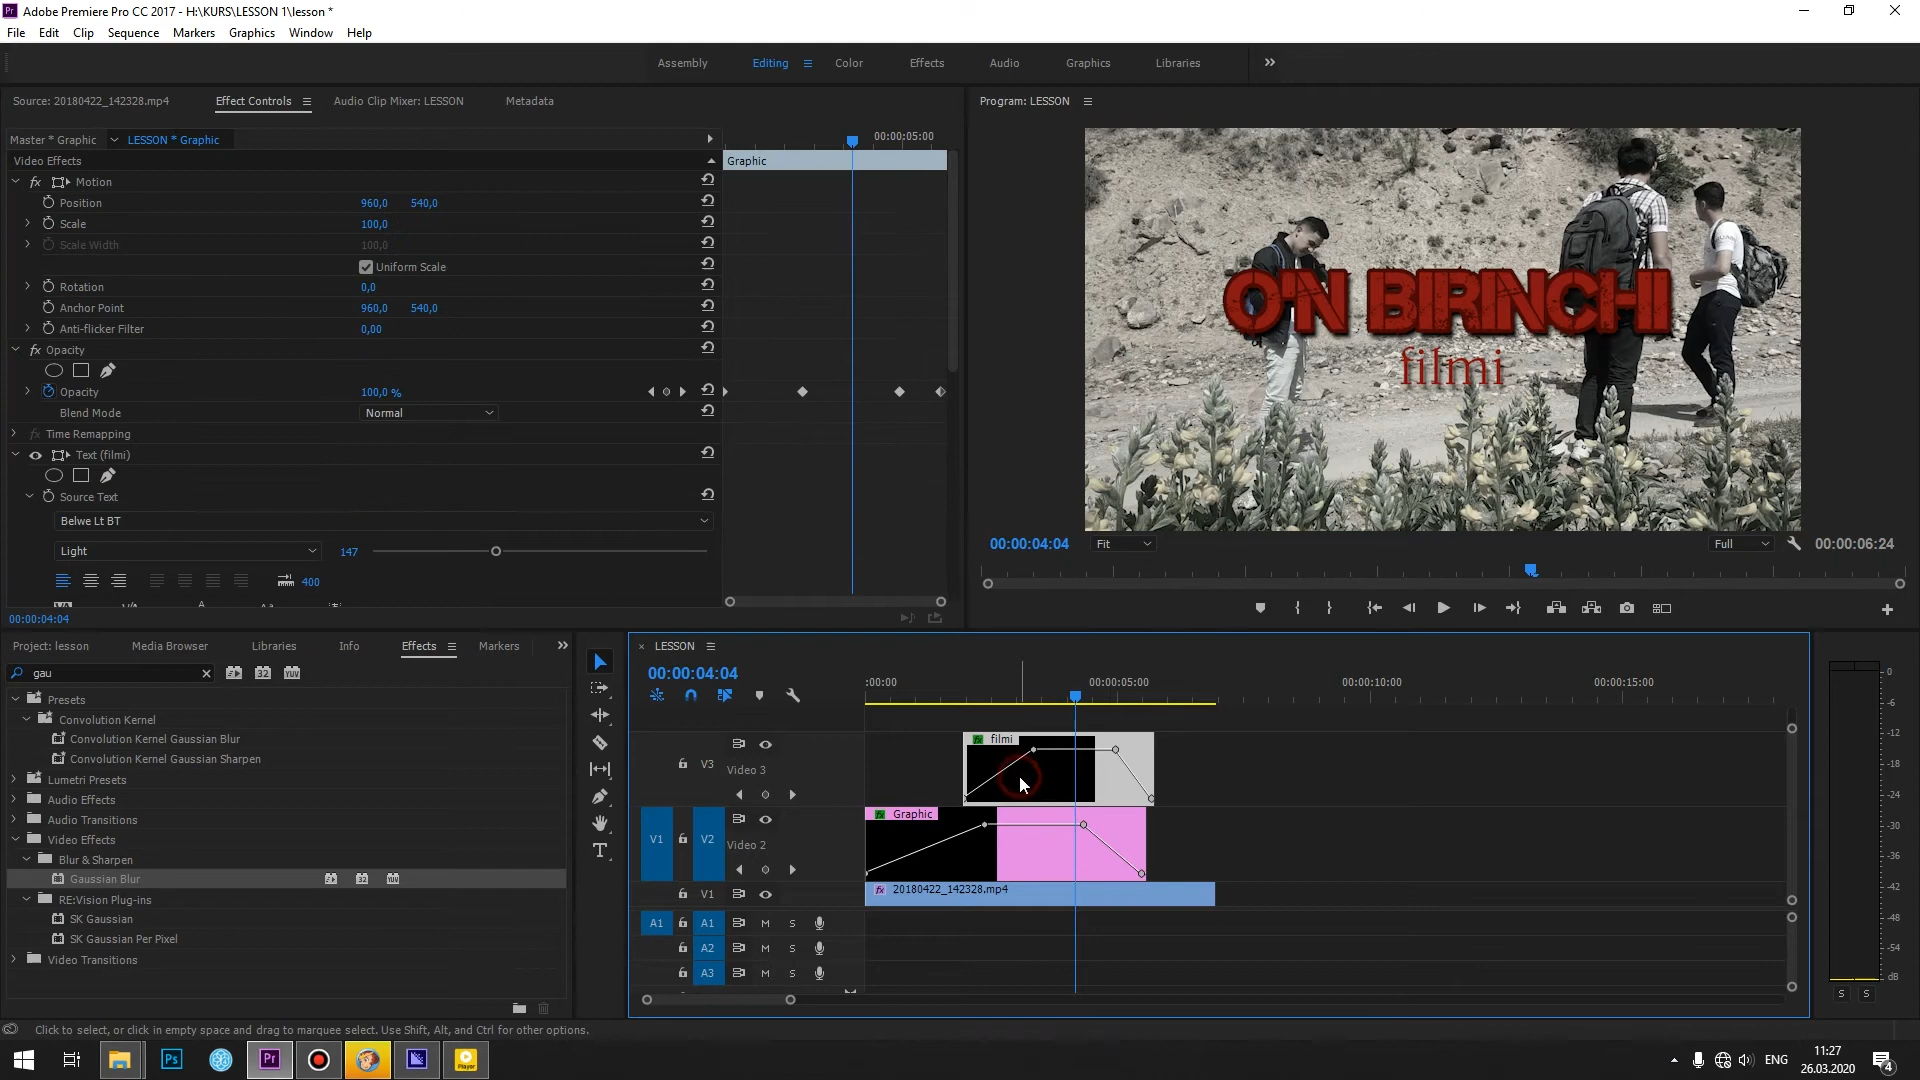 Adobe Premiere Pro CC 2017 - H:\KURS\LESSON 1\lesson *
File Edit Clip Sequence Markers Graphics Window Help
Assembly Editing Color Effects Audio Graphics Libraries
Source: 20180422_142328.mp4 Effect Controls Audio Clip Mixer: LESSON Metadata
Program: LESSON
Master * Graphic LESSON * Graphic
00:00:05:00
Video Effects
Graphic
fx Motion
Position 960,0 540,0
Scale 100,0
Scale Width 100,0
Uniform Scale
Rotation 0,0
Anchor Point 960,0 540,0
Anti-flicker Filter 0,00
fx Opacity
Opacity 100,0 %
Blend Mode Normal
fx Time Remapping
Text (filmi)
Source Text
Belwe Lt BT
Light 147
400
00:00:04:04
ON BIRINCHI
filmi
00:00:04:04 Fit Full 00:00:06:24
Project: lesson Media Browser Libraries Info Effects Markers
gau
Presets
Convolution Kernel
Convolution Kernel Gaussian Blur
Convolution Kernel Gaussian Sharpen
Lumetri Presets
Audio Effects
Audio Transitions
Video Effects
Blur & Sharpen
Gaussian Blur
RE:Vision Plug-ins
SK Gaussian
SK Gaussian Per Pixel
Video Transitions
LESSON
00:00:04:04
:00:00 00:00:05:00 00:00:10:00 00:00:15:00
filmi
V3 Video 3
fx Graphic
V1 V2 Video 2
V1 fx 20180422_142328.mp4
A1 A1 M S
A2 M S
A3 M S
0
-6
-12
-18
-24
-30
-36
-42
-48
-54
dB
S S
Click to select, or click in empty space and drag to marquee select. Use Shift, Alt, and Ctrl for other options.
Ps Pr Player
ENG
11:27
26.03.2020
4